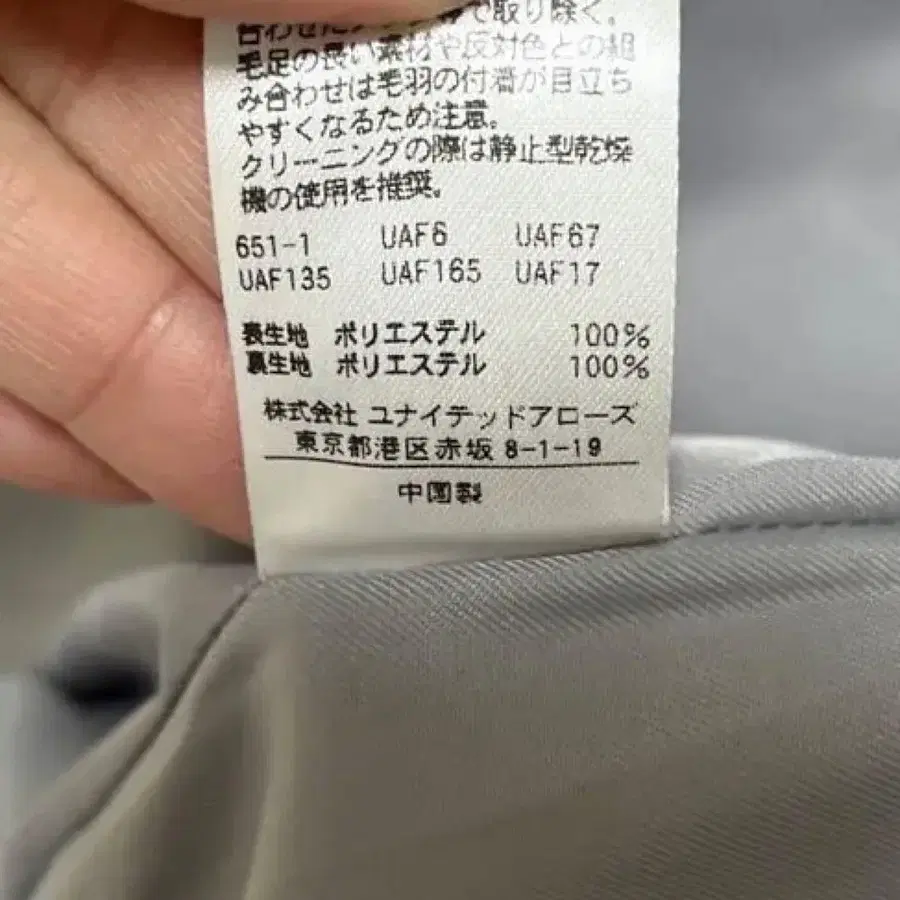 で取り除く。
毛足の長い素材や反対色との組
み合わせは毛羽の付着が目立ち
やすくなるため注意。
クリーニングの際は静止型乾燥
機の使用を推奨。
651-1 UAF6 UAF67
UAF135 UAF165 UAF17
表生地 ポリエステル 100%
裏生地 ポリエステル 100%
株式会社 ユナイテッドアローズ
東京都港区赤坂 8-1-19
中国製